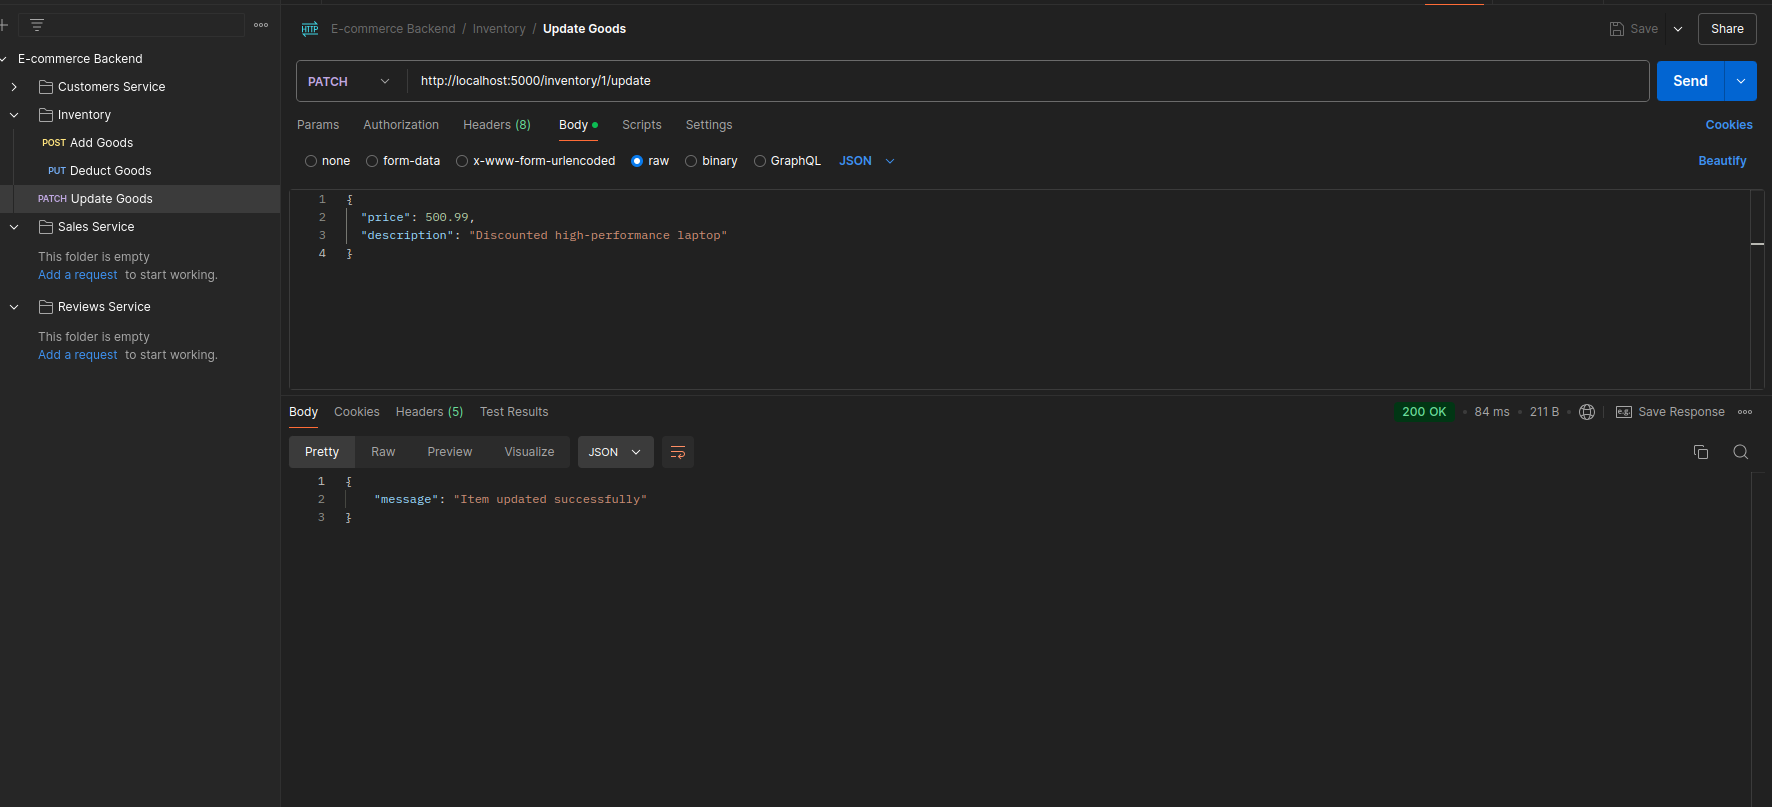 E-commerce Backend
Customers Service
Inventory
POST Add Goods
PUT Deduct Goods
PATCH Update Goods
Sales Service
This folder is empty
Add a request to start working.
Reviews Service
This folder is empty
Add a request to start working.
HTTP E-commerce Backend / Inventory / Update Goods
Save
Share
PATCH http://localhost:5000/inventory/1/update
Send
Params Authorization Headers (8) Body Scripts Settings
Cookies
none form-data x-www-form-urlencoded raw binary GraphQL JSON
Beautify
1 {
2 "price": 500.99,
3 "description": "Discounted high-performance laptop"
4 }
Body Cookies Headers (5) Test Results
200 OK 84 ms 211 B e.g. Save Response
Pretty Raw Preview Visualize JSON
1 {
2 "message": "Item updated successfully"
3 }